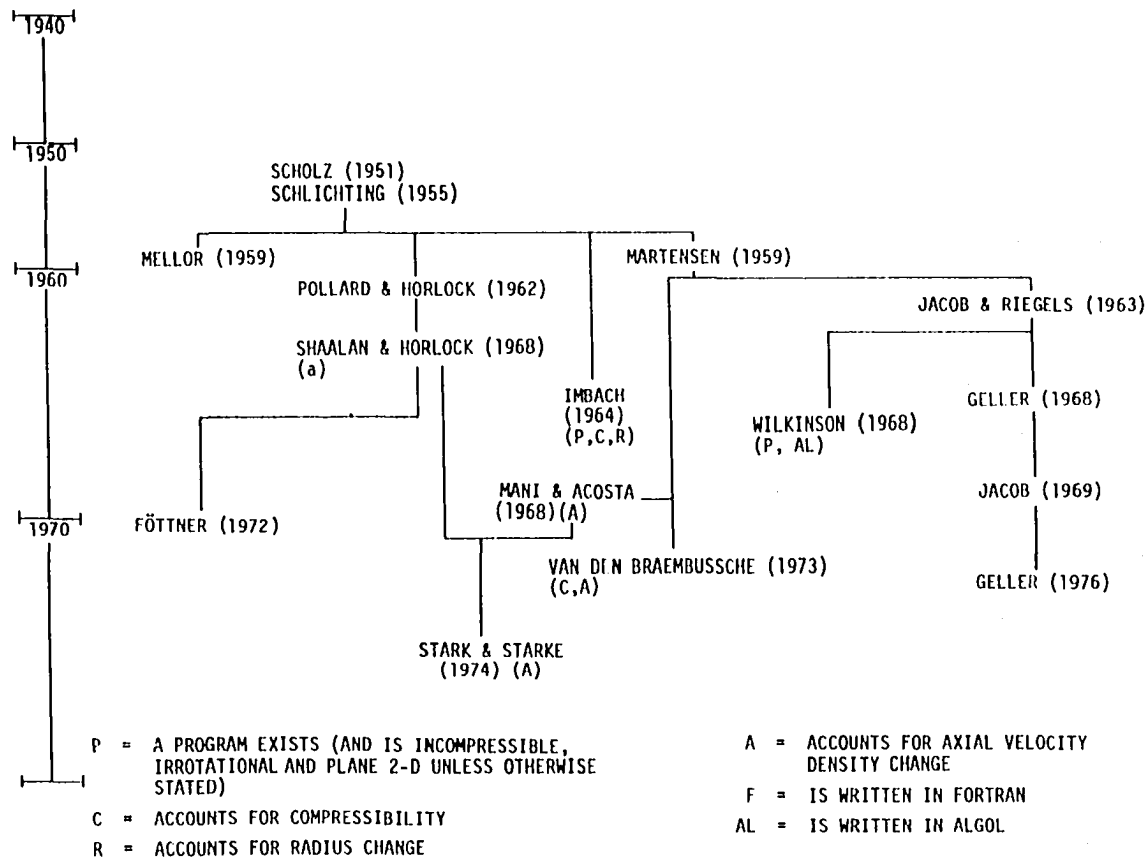 1940
1950
SCHOLZ (1951)
SCHLICHTING (1955)
MELLOR (1959)
MARTENSEN (1959)
1960
POLLARD & HORLOCK (1962)
JACOB & RIEGELS (1963)
SHAALAN & HORLOCK (1968)
(a)
IMBACH
(1964)
(P,C,R)
GELLER (1968)
WILKINSON (1968)
(P, AL)
MANI & ACOSTA
(1968)(A)
JACOB (1969)
1970
FÖTTNER (1972)
VAN DEN BRAEMBUSSCHE (1973)
(C,A)
GELLER (1976)
STARK & STARKE
(1974) (A)
P = A PROGRAM EXISTS (AND IS INCOMPRESSIBLE,
IRROTATIONAL AND PLANE 2-D UNLESS OTHERWISE
STATED)
C = ACCOUNTS FOR COMPRESSIBILITY
R = ACCOUNTS FOR RADIUS CHANGE
A = ACCOUNTS FOR AXIAL VELOCITY
DENSITY CHANGE
F = IS WRITTEN IN FORTRAN
AL = IS WRITTEN IN ALGOL